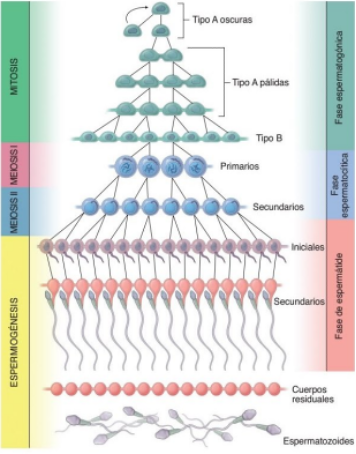 Tipo A oscuras
Tipo A pálidas
Tipo B
Primarios
Secundarios
Iniciales
Secundarios
Cuerpos
residuales
Espermatozoides
MITOSIS
MEIOSIS I
MEIOSIS II
ESPERMIOGÉNESIS
Fase espermatogónica
Fase
espermatocítica
Fase de espermátide